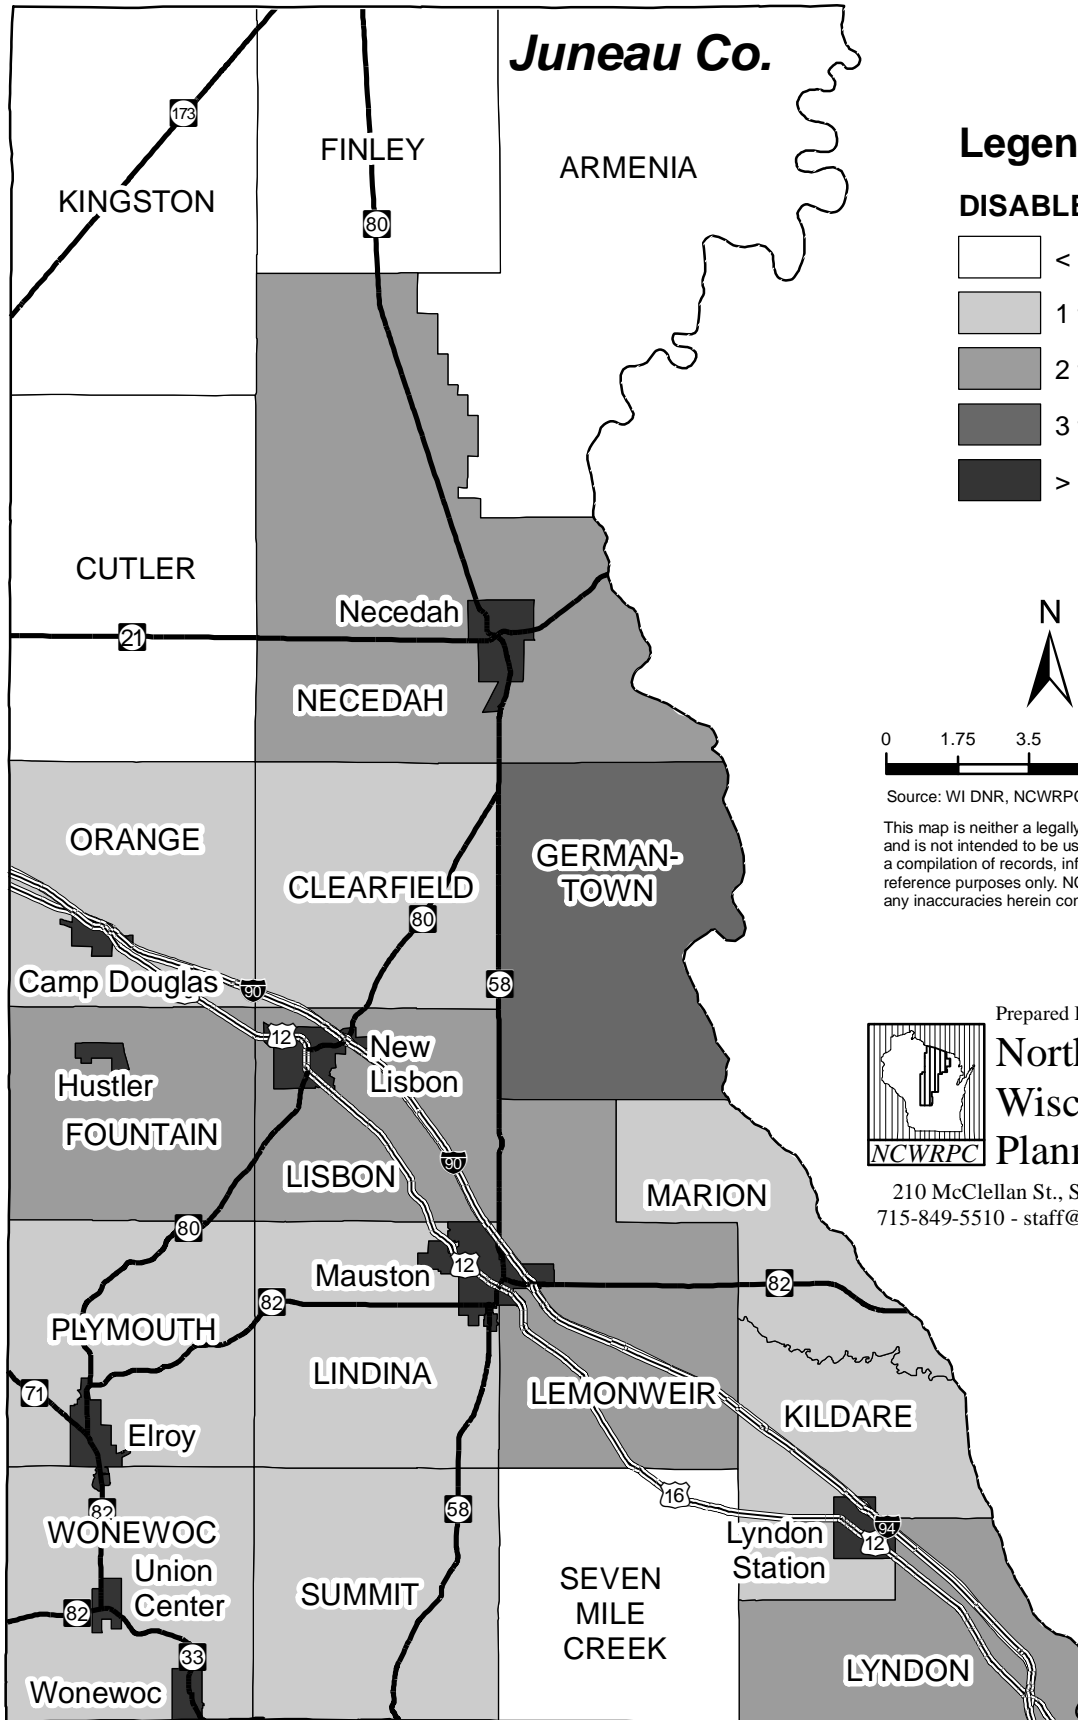 Juneau Co.
173
FINLEY
ARMENIA
KINGSTON
80
Legen
DISABLE
<
1
2
3
>
CUTLER
Necedah
21
NECEDAH
N
0 1.75 3.5
Source: WI DNR, NCWRPC
This map is neither a legally
and is not intended to be us
a compilation of records, inf
reference purposes only. NC
any inaccuracies herein con
ORANGE
CLEARFIELD
GERMAN-
TOWN
80
Camp Douglas
90
58
12
New
Lisbon
Hustler
FOUNTAIN
LISBON
90
MARION
Prepared
North
Wisc
Plann
NCWRPC
210 McClellan St., S
715-849-5510 - staff@
80
Mauston
12
82
82
PLYMOUTH
LINDINA
LEMONWEIR
KILDARE
71
Elroy
82
WONEWOC
58
16
Lyndon
Station
94
12
Union
Center
82
SUMMIT
SEVEN
MILE
CREEK
33
Wonewoc
LYNDON